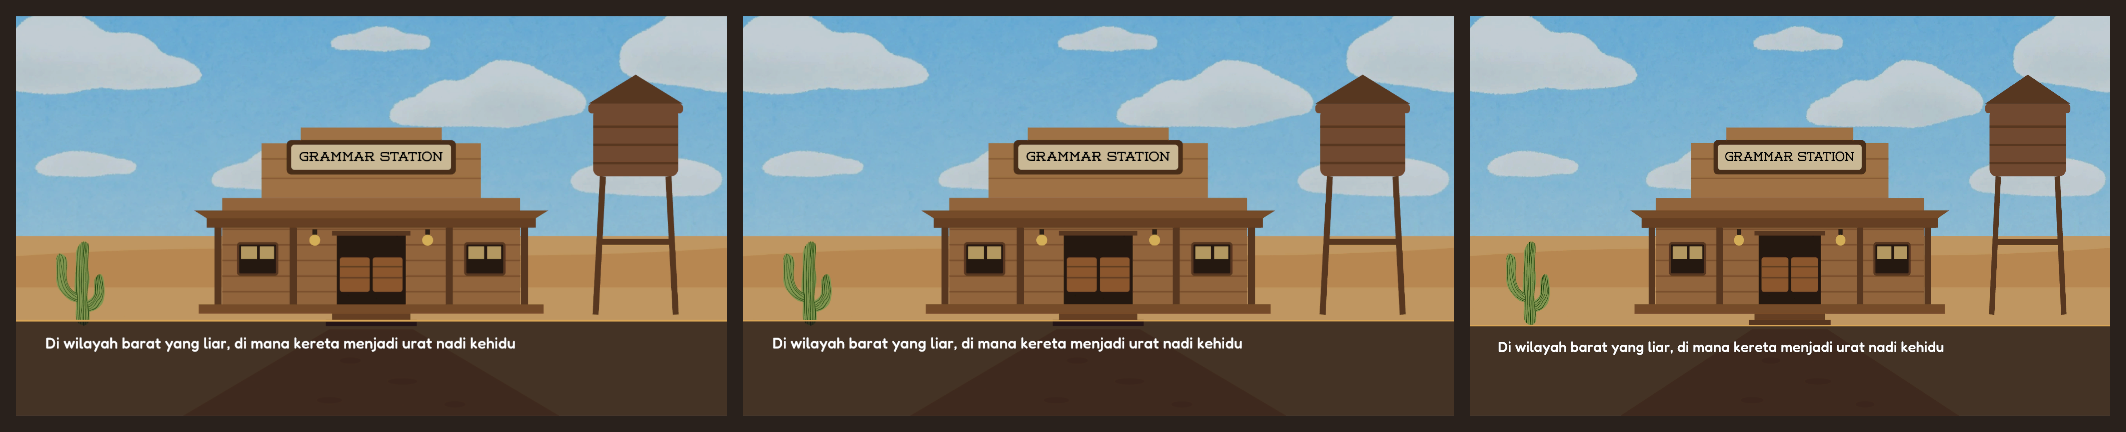 GRAMMAR STATION
Di wilayah barat yang liar, di mana kereta menjadi urat nadi kehidu
GRAMMAR STATION
Di wilayah barat yang liar, di mana kereta menjadi urat nadi kehidu
GRAMMAR STATION
Di wilayah barat yang liar, di mana kereta menjadi urat nadi kehidu